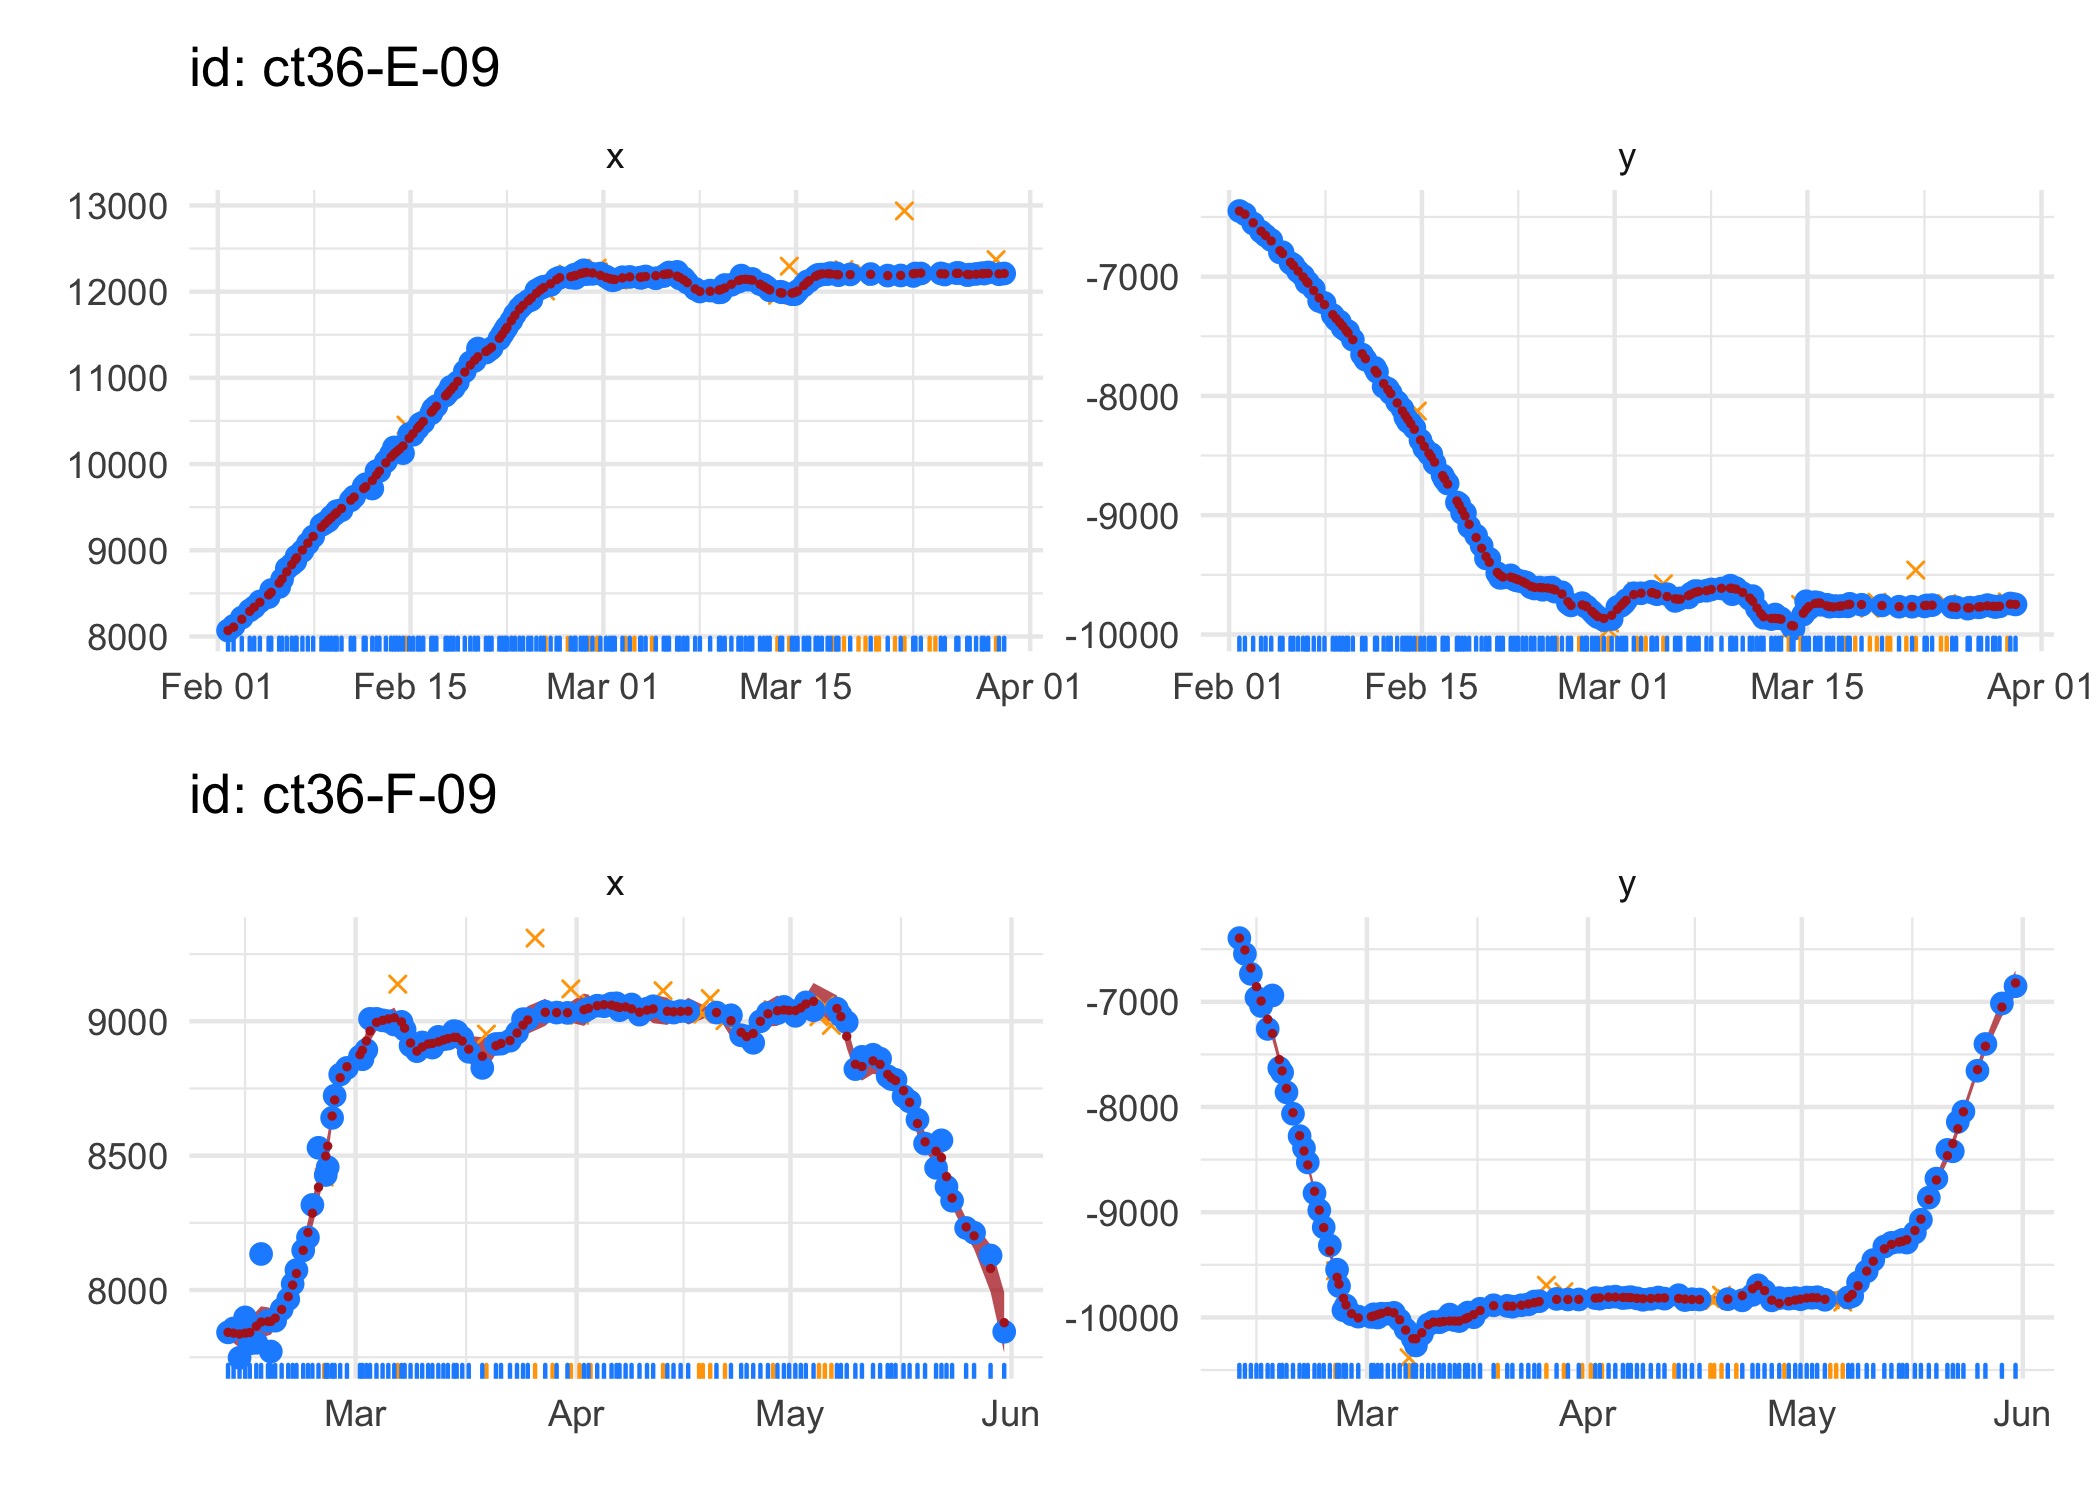 id: ct36-E-09
x
y
13000
12000
11000
10000
9000
8000
-7000
-8000
-9000
-10000
Feb 01 Feb 15 Mar 01 Mar 15 Apr 01
Feb 01 Feb 15 Mar 01 Mar 15 Apr 01
id: ct36-F-09
x
y
9000
8500
8000
-7000
-8000
-9000
-10000
Mar Apr May Jun
Mar Apr May Jun